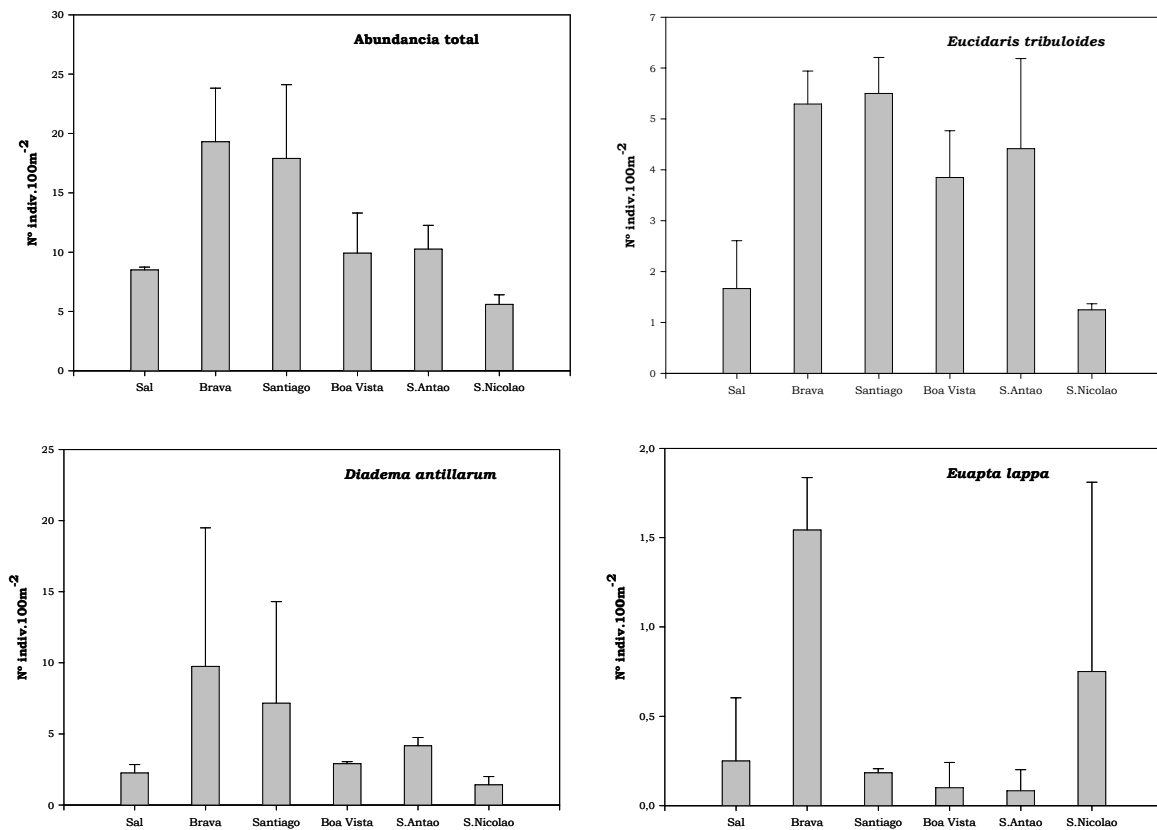 Abundancia total
30
25
20
15
10
5
0
Nº indiv.100m-2
Sal Brava Santiago Boa Vista S.Antao S.Nicolao
Eucidaris tribuloides
7
6
5
4
3
2
1
0
Nº indiv.100m-2
Sal Brava Santiago Boa Vista S.Antao S.Nicolao
Diadema antillarum
25
20
15
10
5
0
Nº indiv.100m-2
Sal Brava Santiago Boa Vista S.Antao S.Nicolao
Euapta lappa
2,0
1,5
1,0
0,5
0,0
Nº indiv.100m-2
Sal Brava Santiago Boa Vista S.Antao S.Nicolao